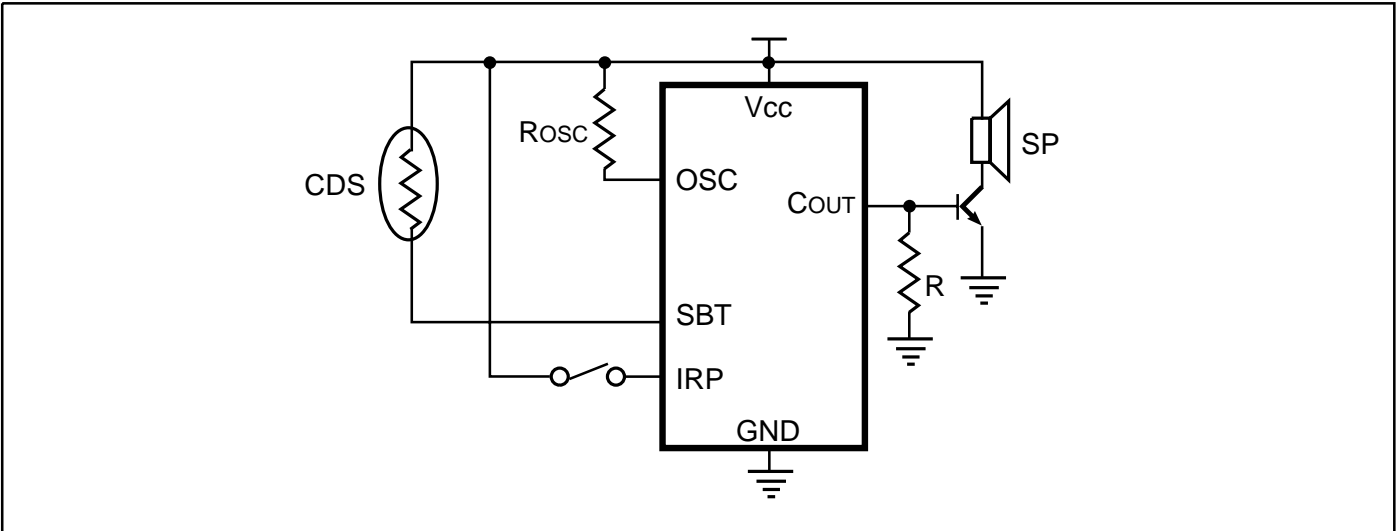 Vcc
ROSC
SP
CDS
OSC
COUT
R
SBT
IRP
GND